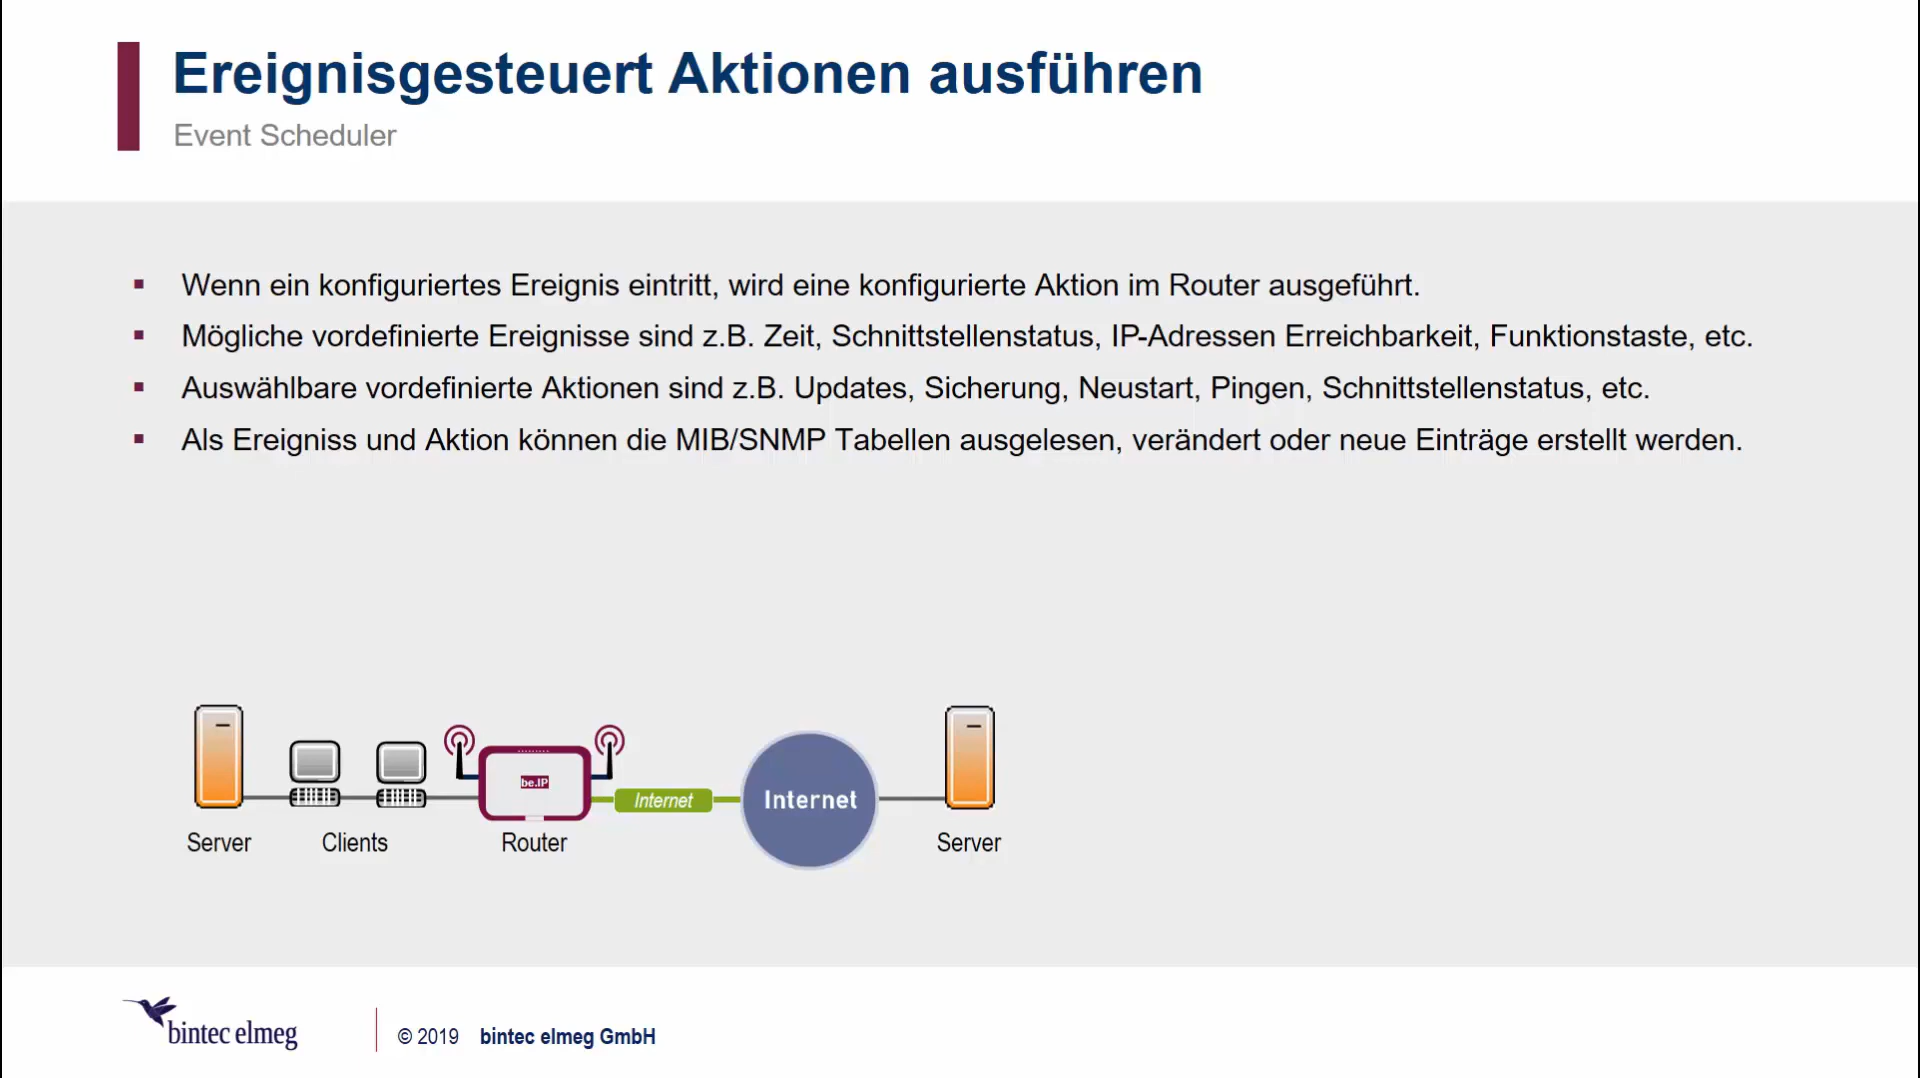 Ereignisgesteuert Aktionen ausführen
Event Scheduler
▪ Wenn ein konfiguriertes Ereignis eintritt, wird eine konfigurierte Aktion im Router ausgeführt.
▪ Mögliche vordefinierte Ereignisse sind z.B. Zeit, Schnittstellenstatus, IP-Adressen Erreichbarkeit, Funktionstaste, etc.
▪ Auswählbare vordefinierte Aktionen sind z.B. Updates, Sicherung, Neustart, Pingen, Schnittstellenstatus, etc.
▪ Als Ereigniss und Aktion können die MIB/SNMP Tabellen ausgelesen, verändert oder neue Einträge erstellt werden.
be.IP
Internet
Internet
Server
Clients
Router
Server
bintec elmeg
© 2019 bintec elmeg GmbH